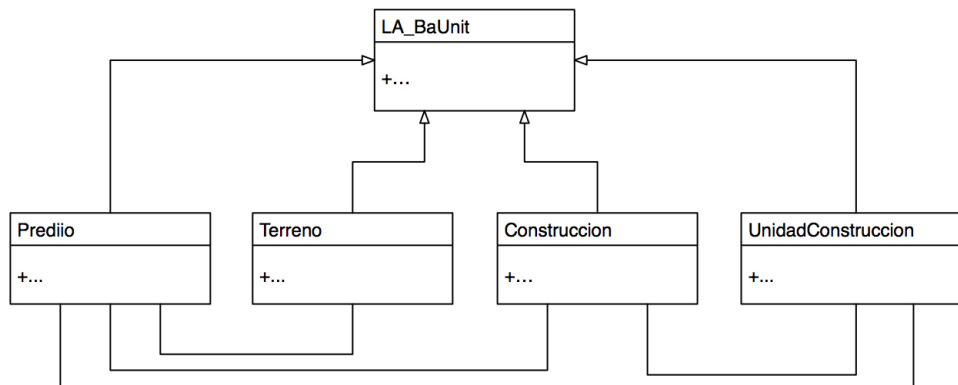 LA_BaUnit
+...
Prediio
Terreno
Construccion
UnidadConstruccion
+...
+...
+...
+...